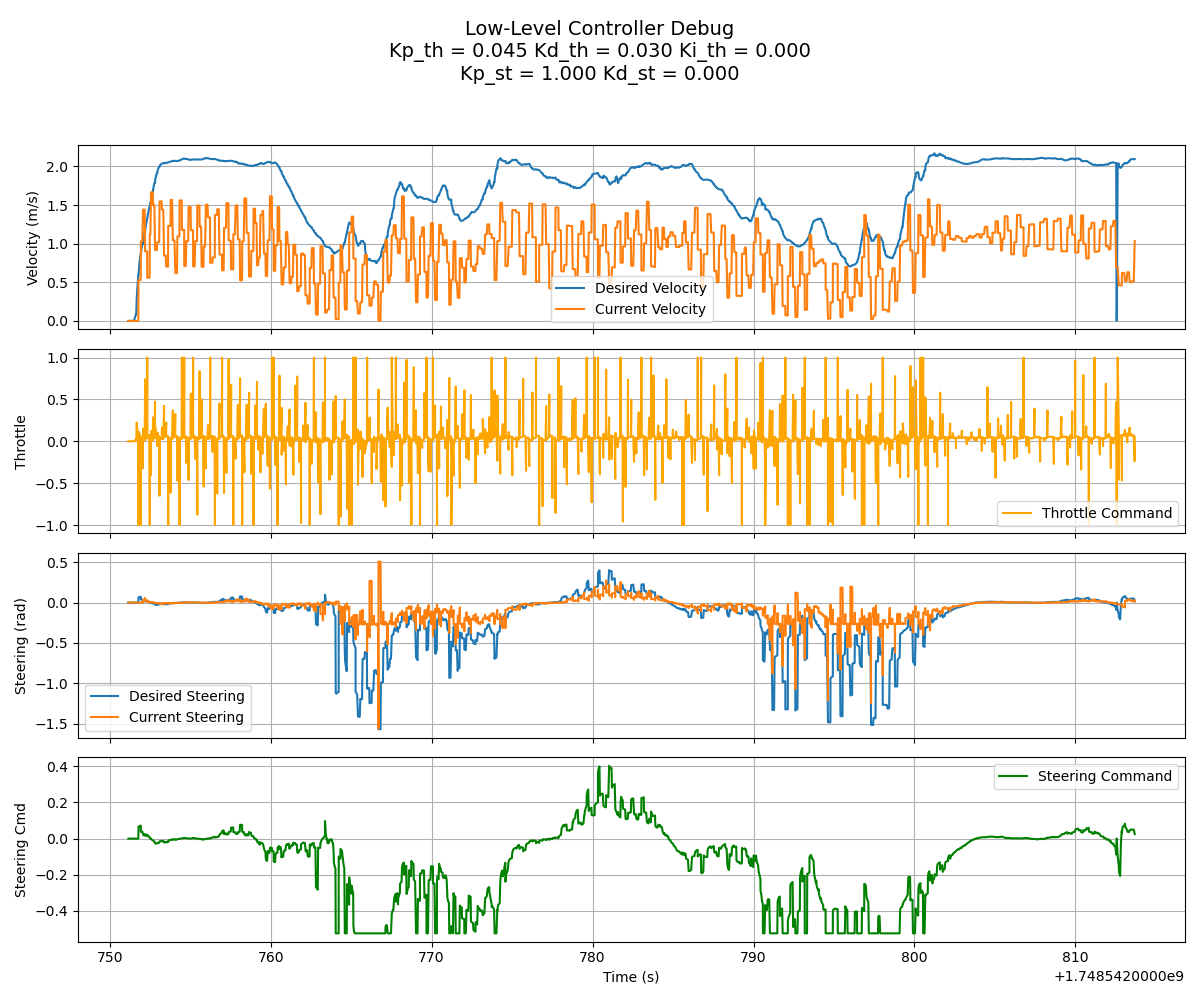 Low-Level Controller Debug
Kp_th = 0.045 Kd_th = 0.030 Ki_th = 0.000
Kp_st = 1.000 Kd_st = 0.000
Velocity (m/s)
2.0
1.5
1.0
0.5
0.0
Desired Velocity
Current Velocity
Throttle
1.0
0.5
0.0
−0.5
−1.0
Throttle Command
Steering (rad)
0.5
0.0
−0.5
−1.0
−1.5
Desired Steering
Current Steering
Steering Cmd
0.4
0.2
0.0
−0.2
−0.4
Steering Command
750 760 770 780 790 800 810
Time (s)
+1.7485420000e9